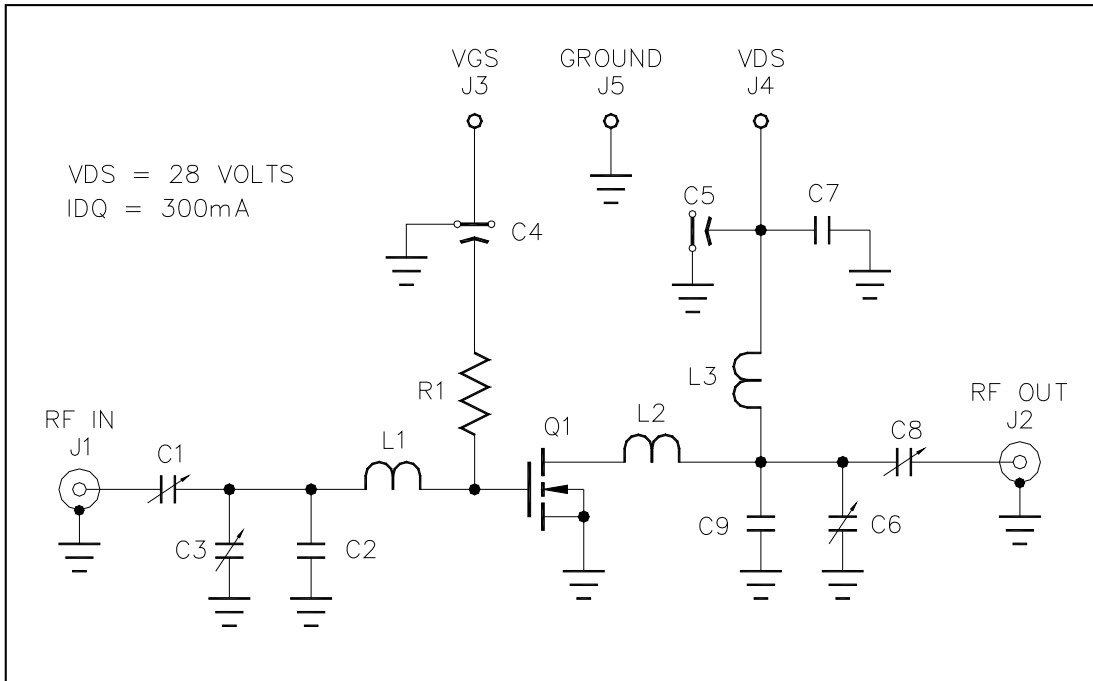 VGS
J3
GROUND
J5
VDS
J4
VDS = 28 VOLTS
IDQ = 300mA
C4
C5
C7
R1
L3
RF IN
J1
C1
L1
Q1
L2
C8
RF OUT
J2
C3
C2
C9
C6